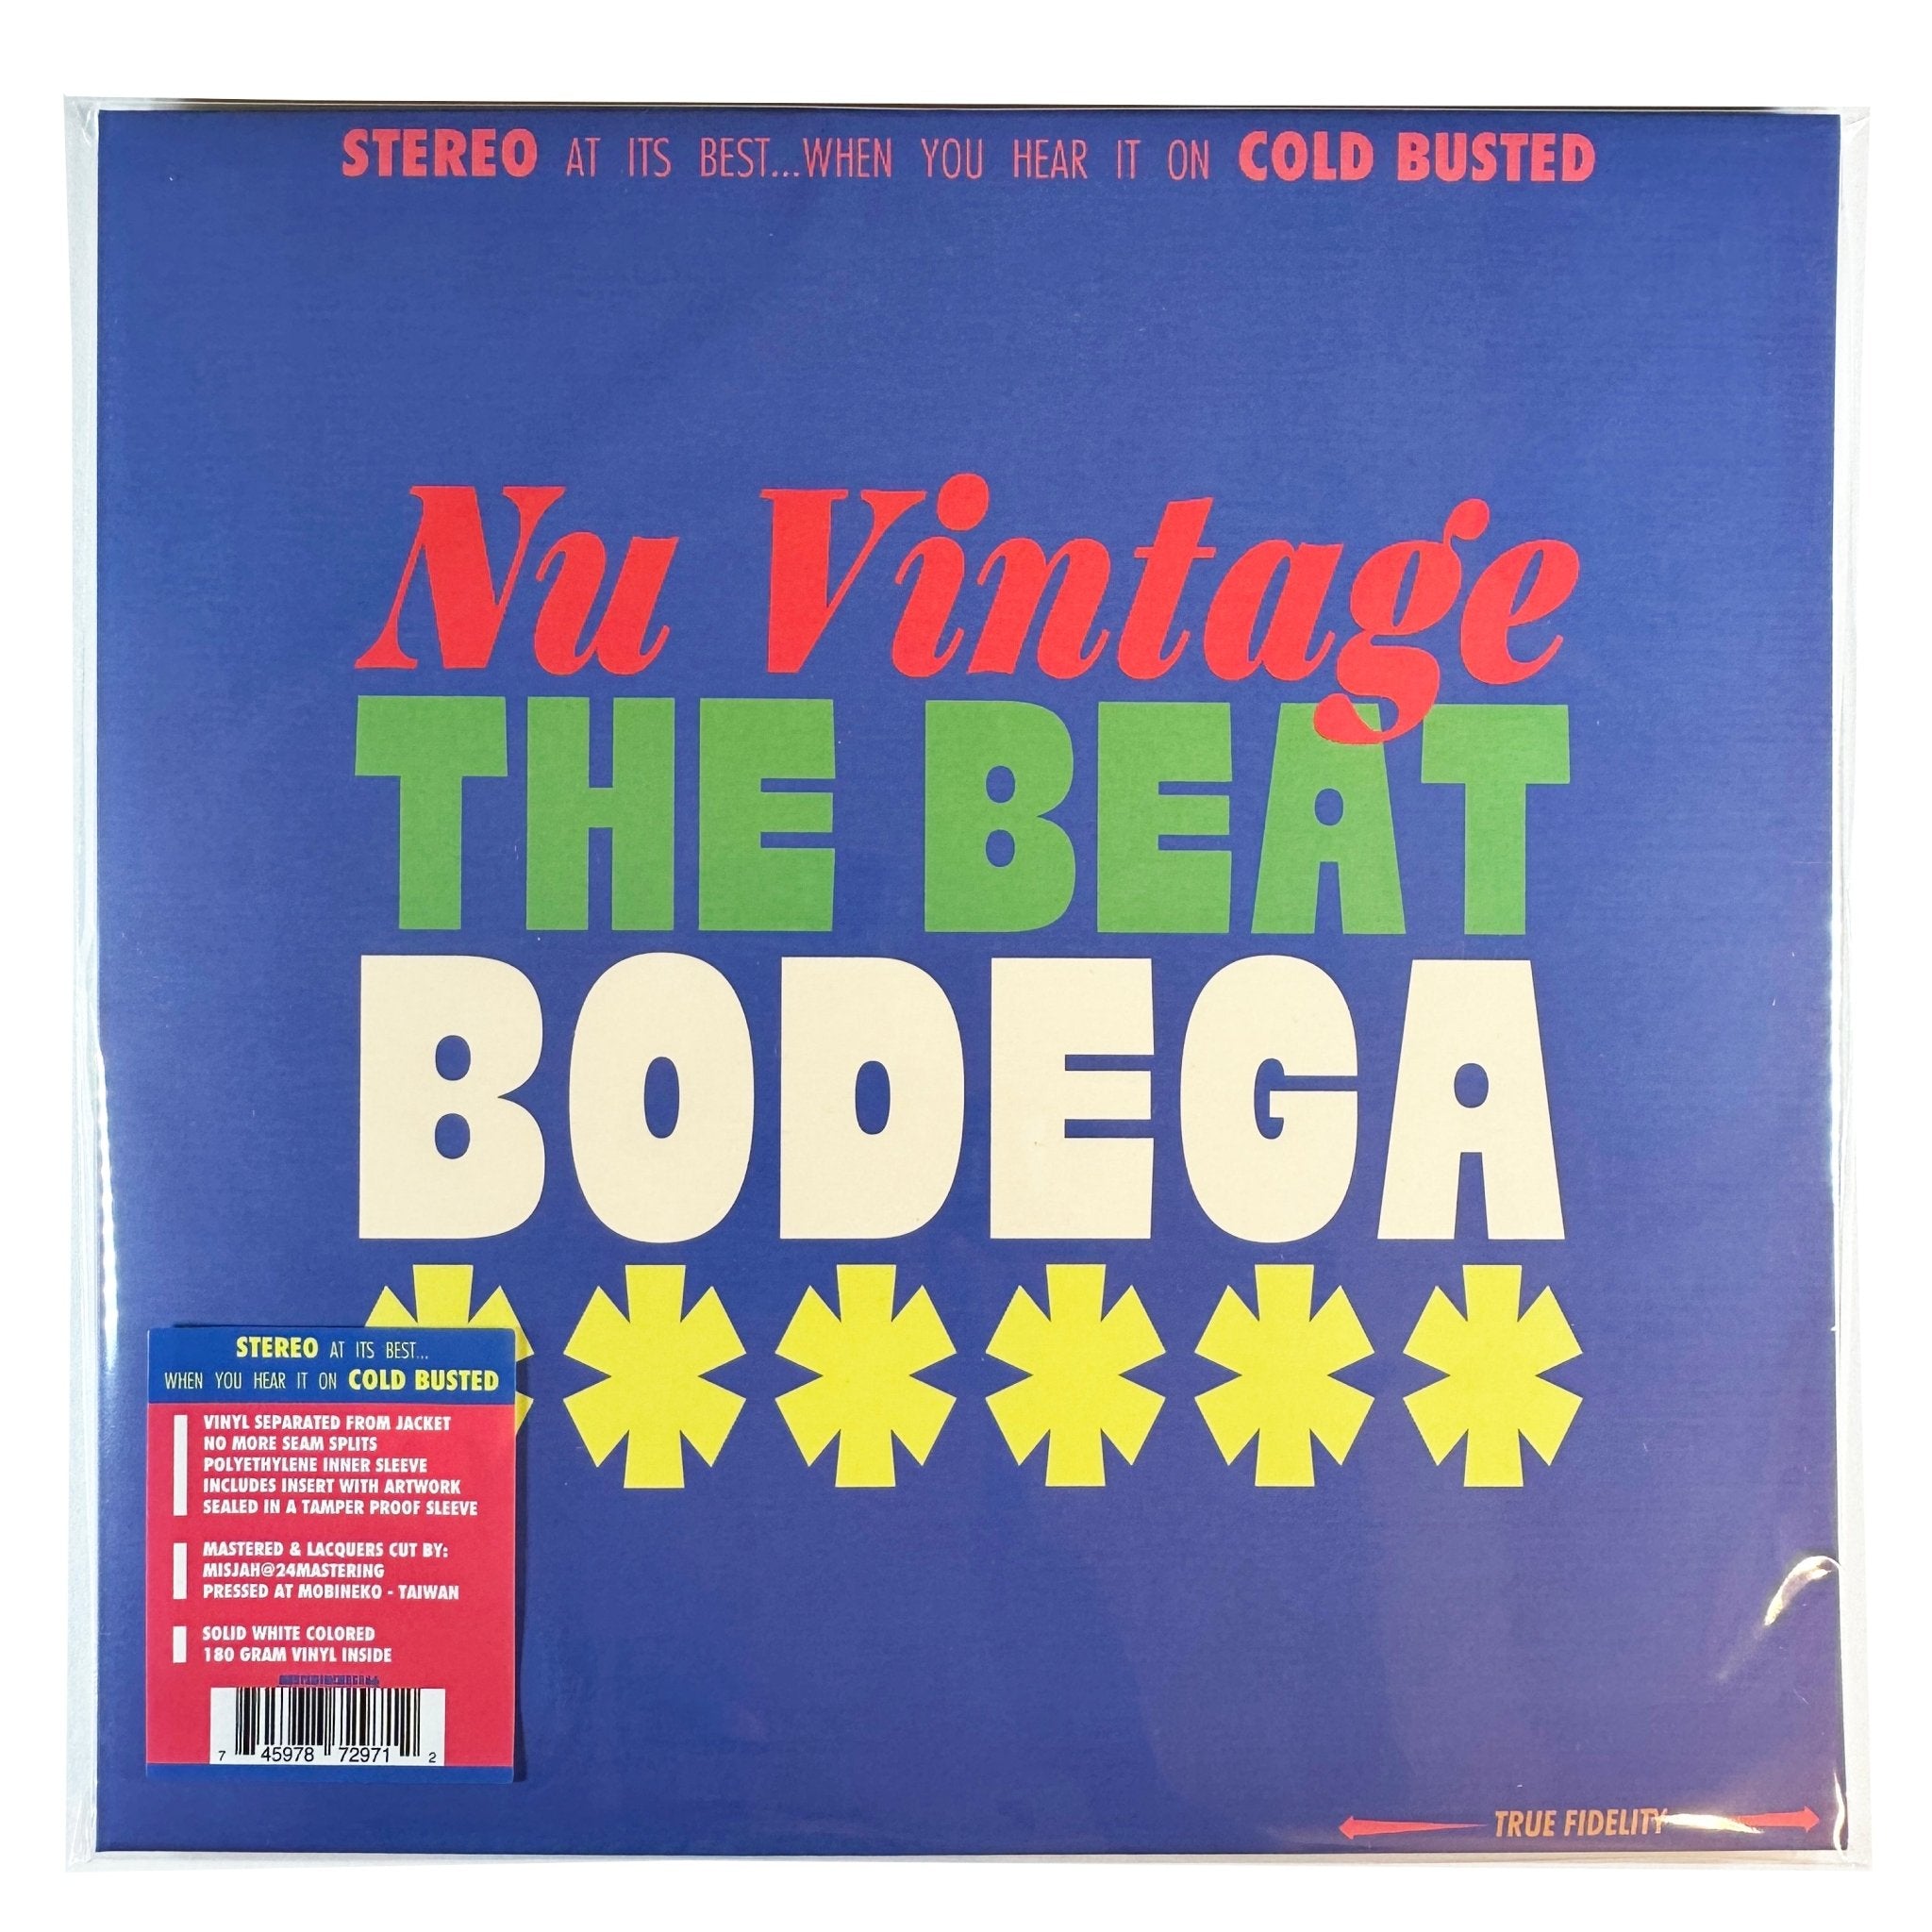 STEREO AT ITS BEST...WHEN YOU HEAR IT ON COLD BUSTED
Nu Vintage
THE BEAT
BODEGA
******
STEREO AT ITS BEST...
WHEN YOU HEAR IT ON COLD BUSTED
VINYL SEPARATED FROM JACKET
NO MORE SEAM SPLITS
POLYETHYLENE INNER SLEEVE
INCLUDES INSERT WITH ARTWORK
SEALED IN A TAMPER PROOF SLEEVE
MASTERED & LACQUERS CUT BY:
MISJAH@24MASTERING
PRESSED AT MOBINEKO - TAIWAN
SOLID WHITE COLORED
180 GRAM VINYL INSIDE
7 45978 72971 2
TRUE FIDELITY